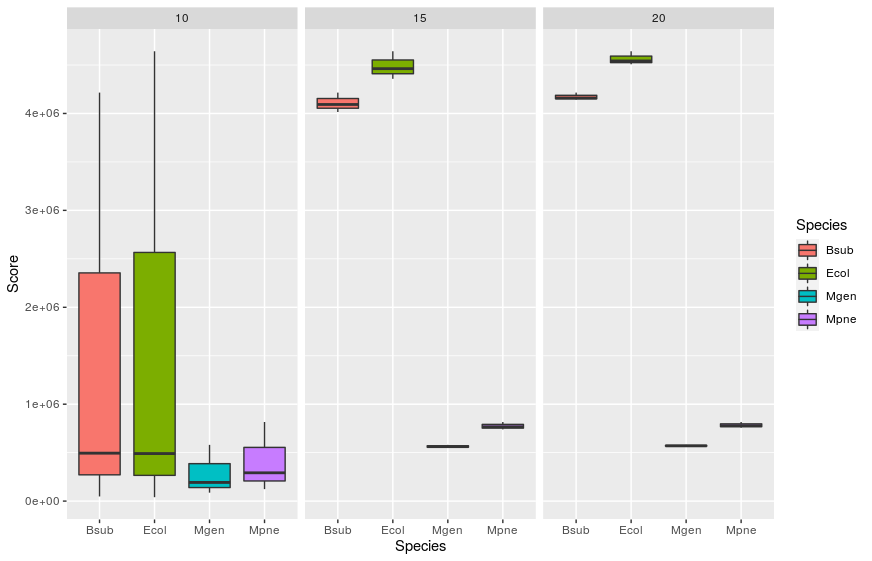 10 15 20
Score
4e+06
3e+06
2e+06
1e+06
0e+00
Bsub Ecol Mgen Mpne Bsub Ecol Mgen Mpne Bsub Ecol Mgen Mpne
Species
Species
Bsub
Ecol
Mgen
Mpne